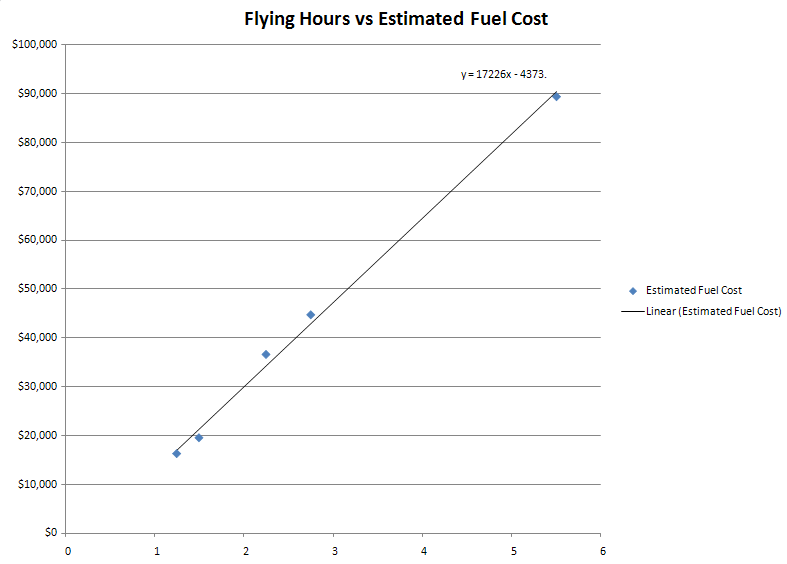 Flying Hours vs Estimated Fuel Cost
$100,000
y = 17226x - 4373.
$90,000
$80,000
$70,000
$60,000
$50,000
Estimated Fuel Cost
Linear (Estimated Fuel Cost)
$40,000
$30,000
$20,000
$10,000
$0
0 1 2 3 4 5 6